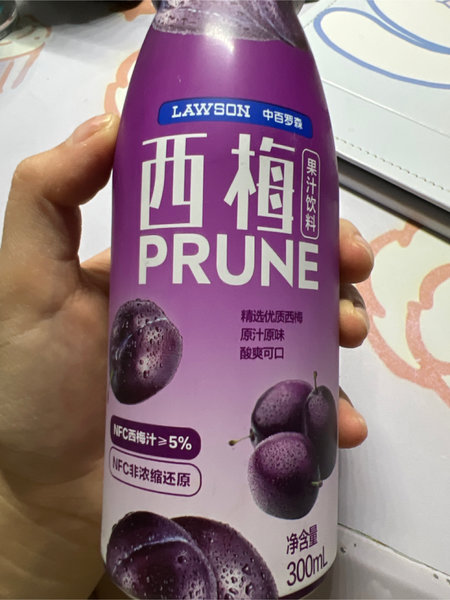 LAWSON 中百罗森
西梅
果汁饮料
PRUNE
精选优质西梅
原汁原味
酸爽可口
NFC西梅汁≥5%
NFC非浓缩还原
净含量
300mL